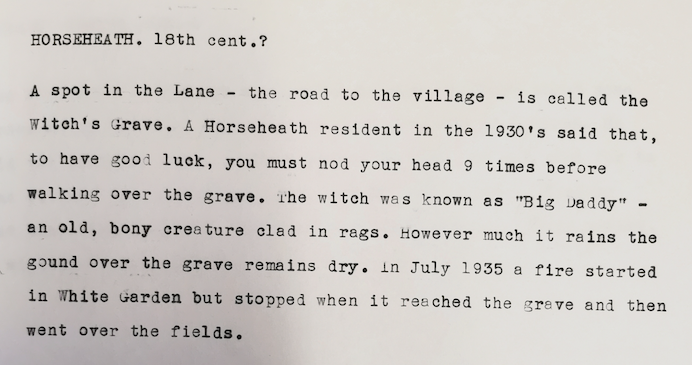 HORSEHEATH. 18th cent.?
A spot in the Lane - the road to the village - is called the
Witch's Grave. A Horseheath resident in the 1930's said that,
to have good luck, you must nod your head 9 times before
walking over the grave. The witch was known as "Big Daddy" -
an old, bony creature clad in rags. However much it rains the
gound over the grave remains dry. In July 1935 a fire started
in White Garden but stopped when it reached the grave and then
went over the fields.